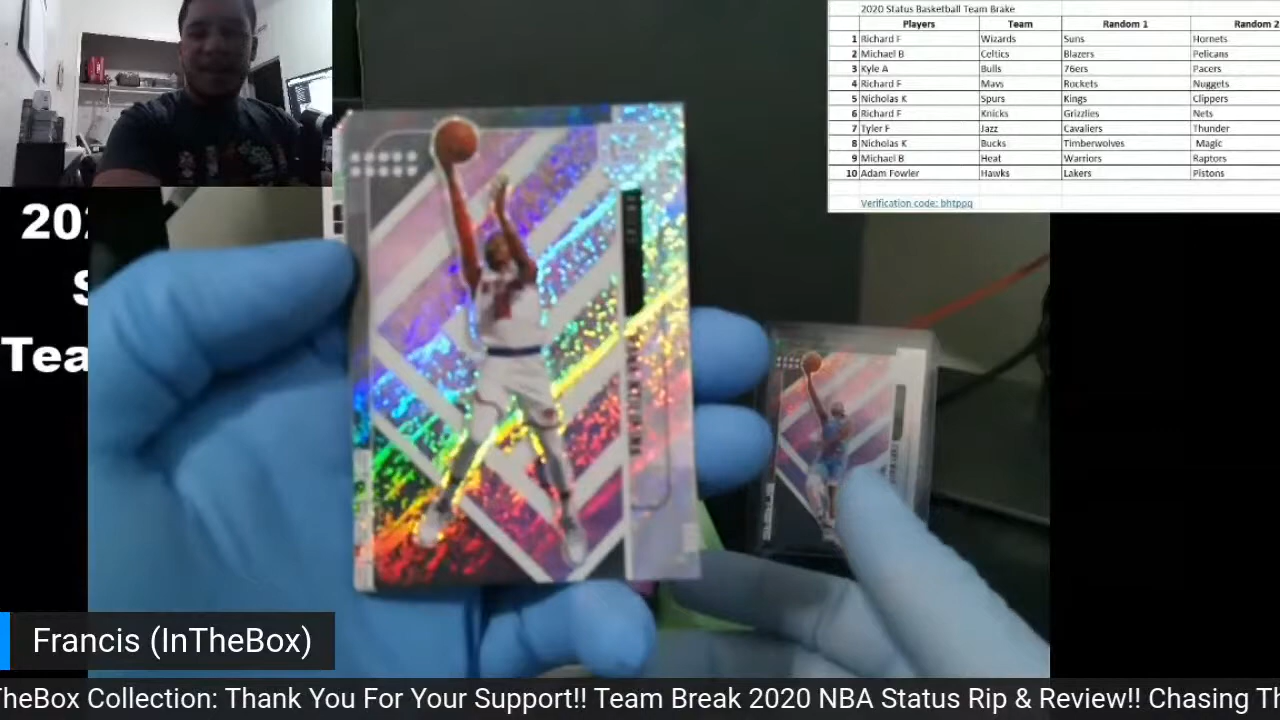 2020 Status Basketball Team Brake
Players Team Random 1 Random 2
1 Richard F Wizards Suns Hornets
2 Michael B Celtics Blazers Pelicans
3 Kyle A Bulls 76ers Pacers
4 Richard F Mavs Rockets Nuggets
5 Nicholas K Spurs Kings Clippers
6 Richard F Knicks Grizzlies Nets
7 Tyler F Jazz Cavaliers Thunder
8 Nicholas K Bucks Timberwolves Magic
9 Michael B Heat Warriors Raptors
10 Adam Fowler Hawks Lakers Pistons
Verification code: bhtppq
202
S
Tea
Francis (InTheBox)
TheBox Collection: Thank You For Your Support!! Team Break 2020 NBA Status Rip & Review!! Chasing Th